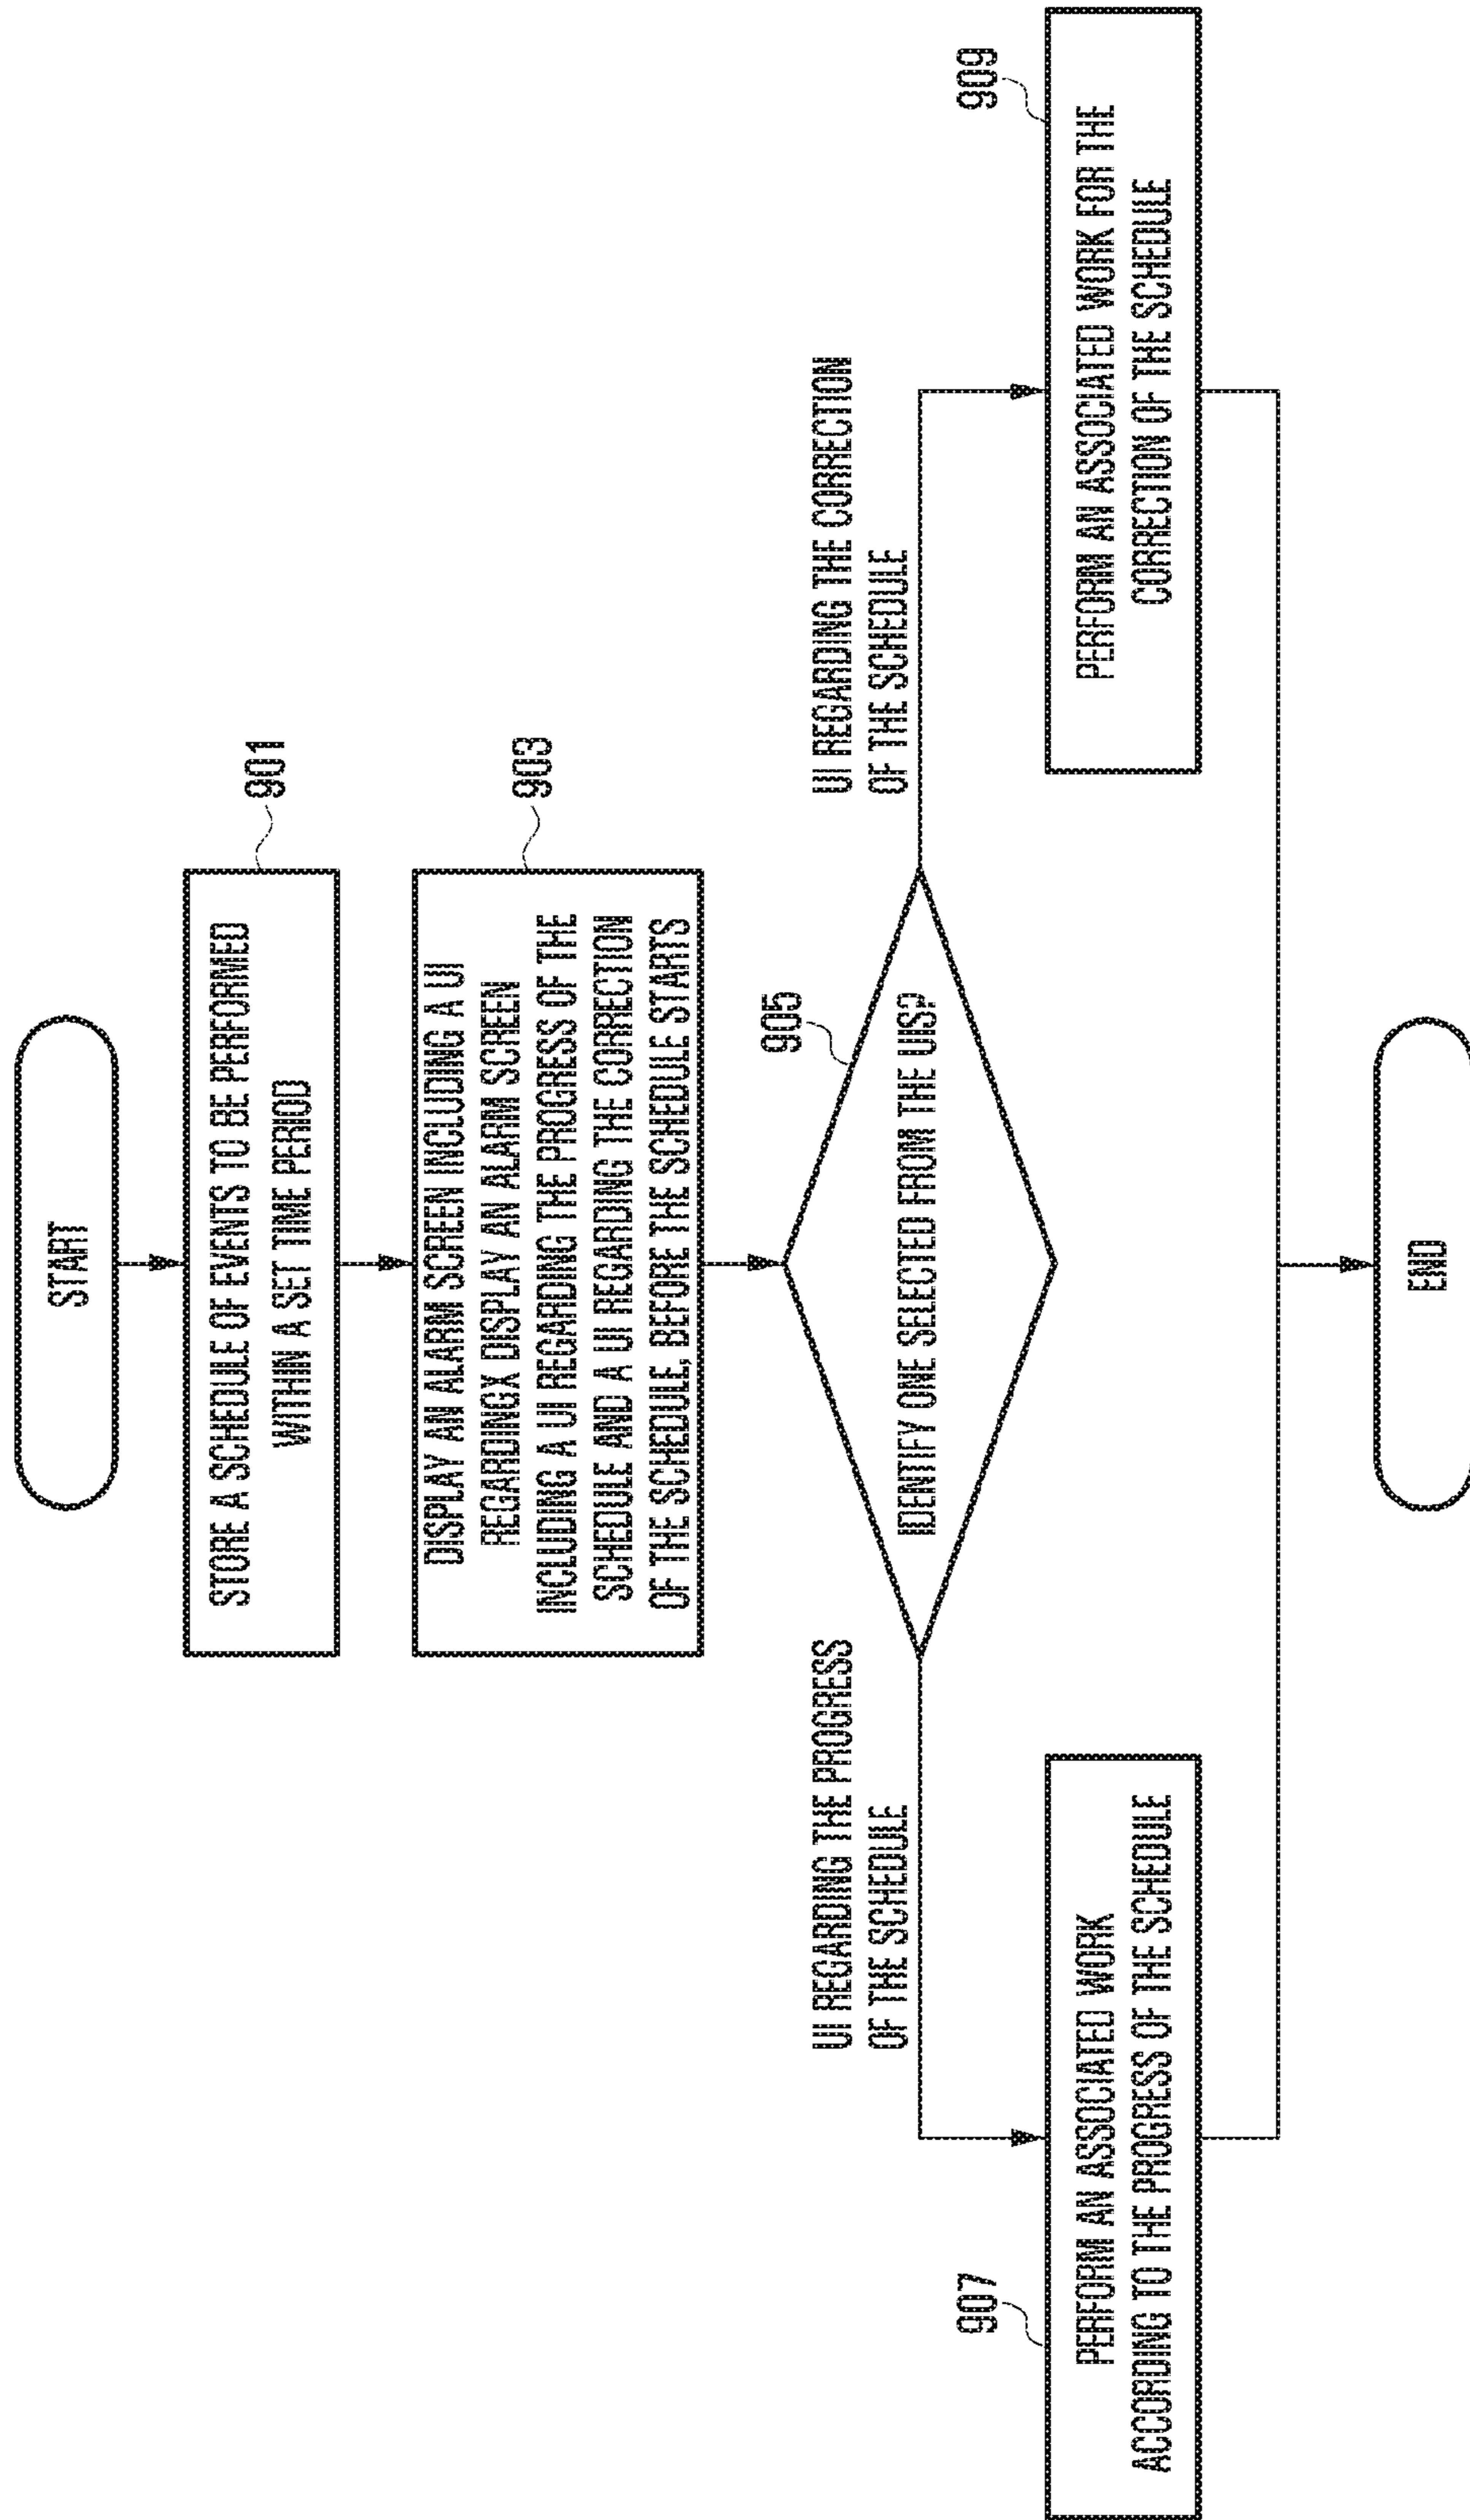 START
901
STORE A SCHEDULE OF EVENTS TO BE PERFORMED
WITHIN A SET TIME PERIOD
903
DISPLAY AN ALARM SCREEN INCLUDING A UI
REGARDINGX DISPLAY AN ALARM SCREEN
INCLUDING A UI REGARDING THE PROGRESS OF THE
SCHEDULE AND A UI REGARDING THE CORRECTION
OF THE SCHEDULE, BEFORE THE SCHEDULE STARTS
905
IDENTIFY ONE SELECTED FROM THE UIS?
UI REGARDING THE PROGRESS
OF THE SCHEDULE
UI REGARDING THE CORRECTION
OF THE SCHEDULE
907
PERFORM AN ASSOCIATED WORK
ACCORDING TO THE PROGRESS OF THE SCHEDULE
909
PERFORM AN ASSOCIATED WORK FOR THE
CORRECTION OF THE SCHEDULE
END